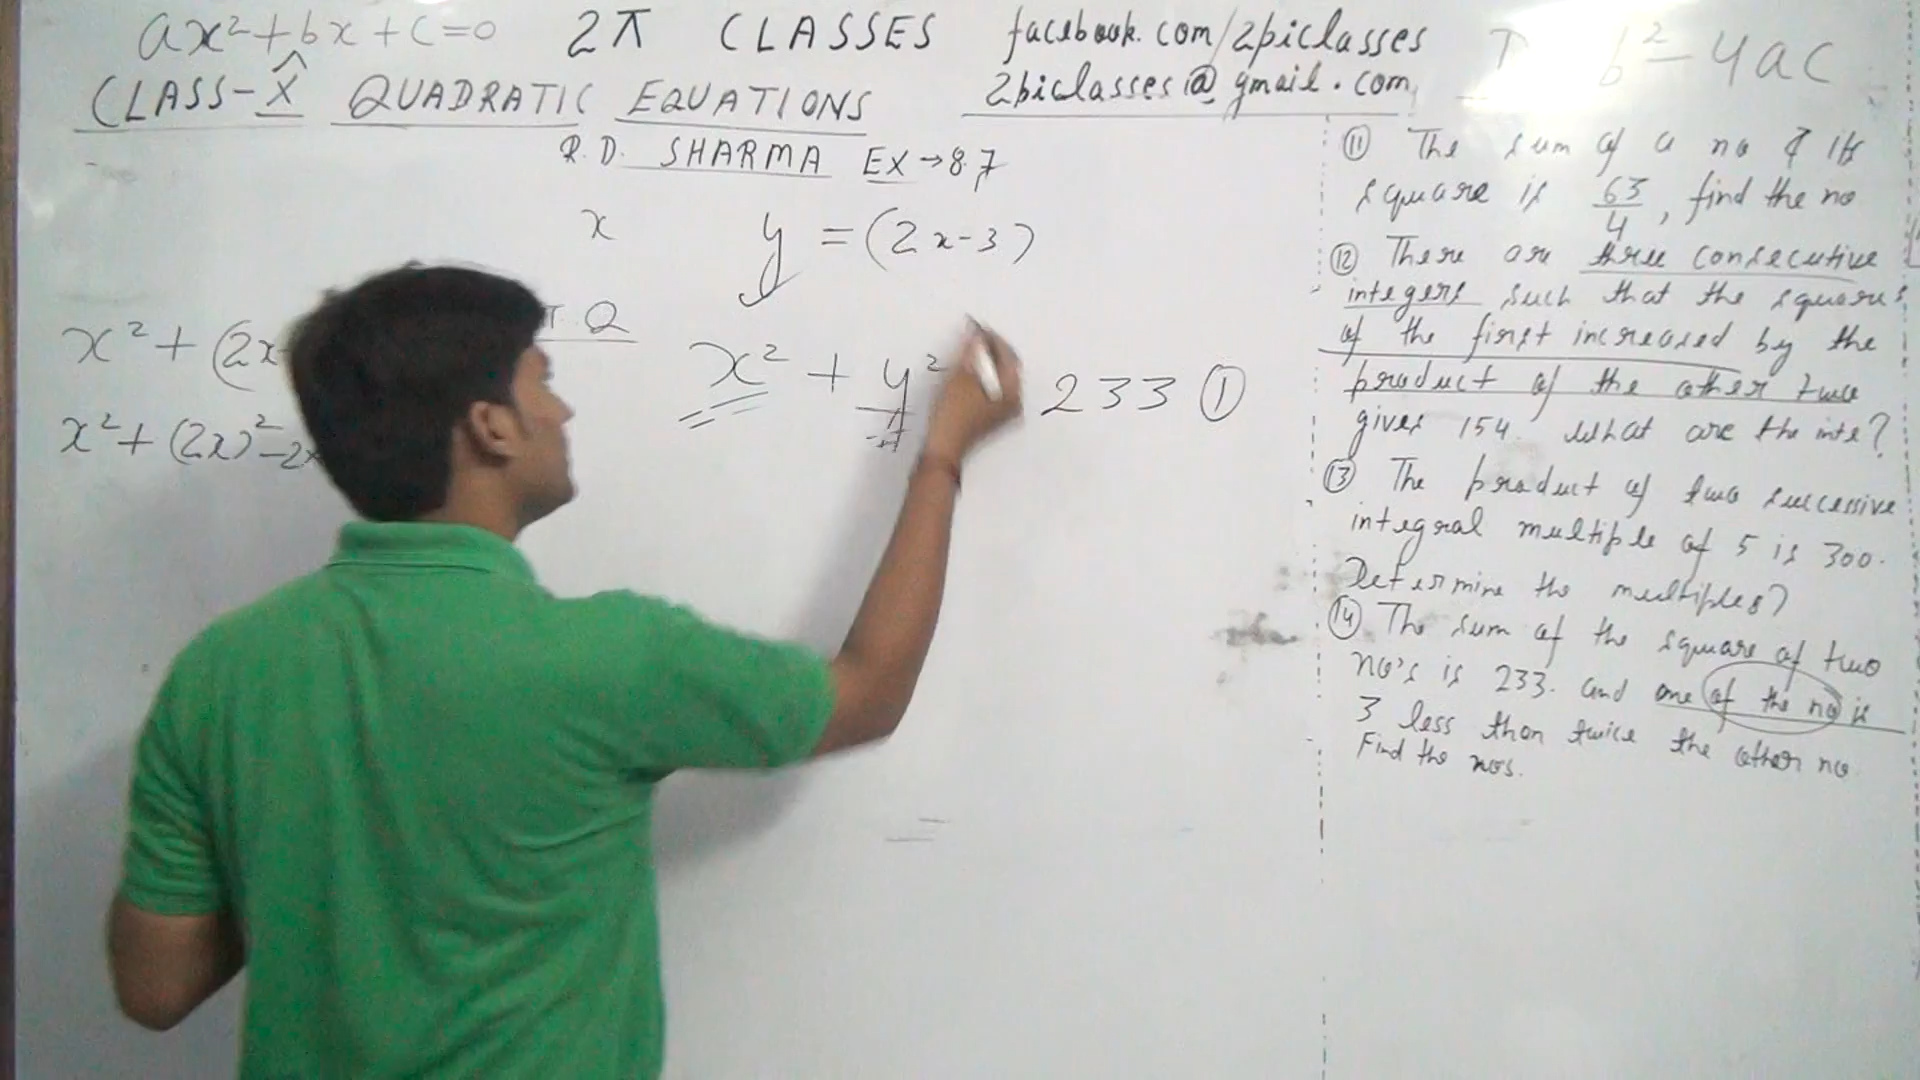 ax²+bx+c=0 2π CLASSES facebook.com/2piclasses b²-4ac
CLASS-X QUADRATIC EQUATIONS 2piclasses@gmail.com
R.D. SHARMA EX→8.7
x y = (2x-3)
x² + (2x
T. Q
x² + y² 233 ①
x² + (2x)² - 2x
⑪ The sum of a no & its
square is 63/4, find the no
⑫ There are three consecutive
integers such that the squares
of the first increased by the
product of the other two
gives 154. What are the inte?
⑬ The product of two successive
integral multiple of 5 is 300.
Determine the multiples?
⑭ The sum of the square of two
no's is 233. and one of the no is
3 less than twice the other no.
Find the nos.